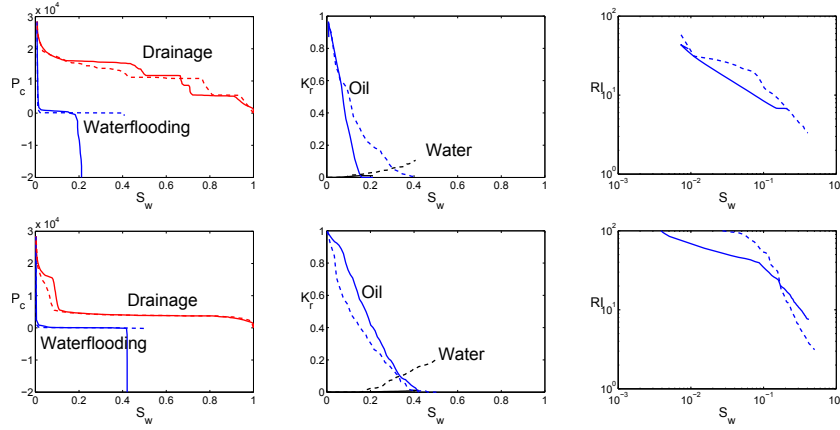 3 x 10^4
2
1
0
−1
−2
0 0.2 0.4 0.6 0.8 1
P_c
S_w
Drainage
Waterflooding
1
0.8
0.6
0.4
0.2
0
0 0.2 0.4 0.6 0.8 1
K_r
S_w
Oil
Water
10^2
10^1
10^0
10^−3 10^−2 10^−1 10^0
RI
S_w
3 x 10^4
2
1
0
−1
−2
0 0.2 0.4 0.6 0.8 1
P_c
S_w
Drainage
Waterflooding
1
0.8
0.6
0.4
0.2
0
0 0.2 0.4 0.6 0.8 1
K_r
S_w
Oil
Water
10^2
10^1
10^0
10^−3 10^−2 10^−1 10^0
RI
S_w